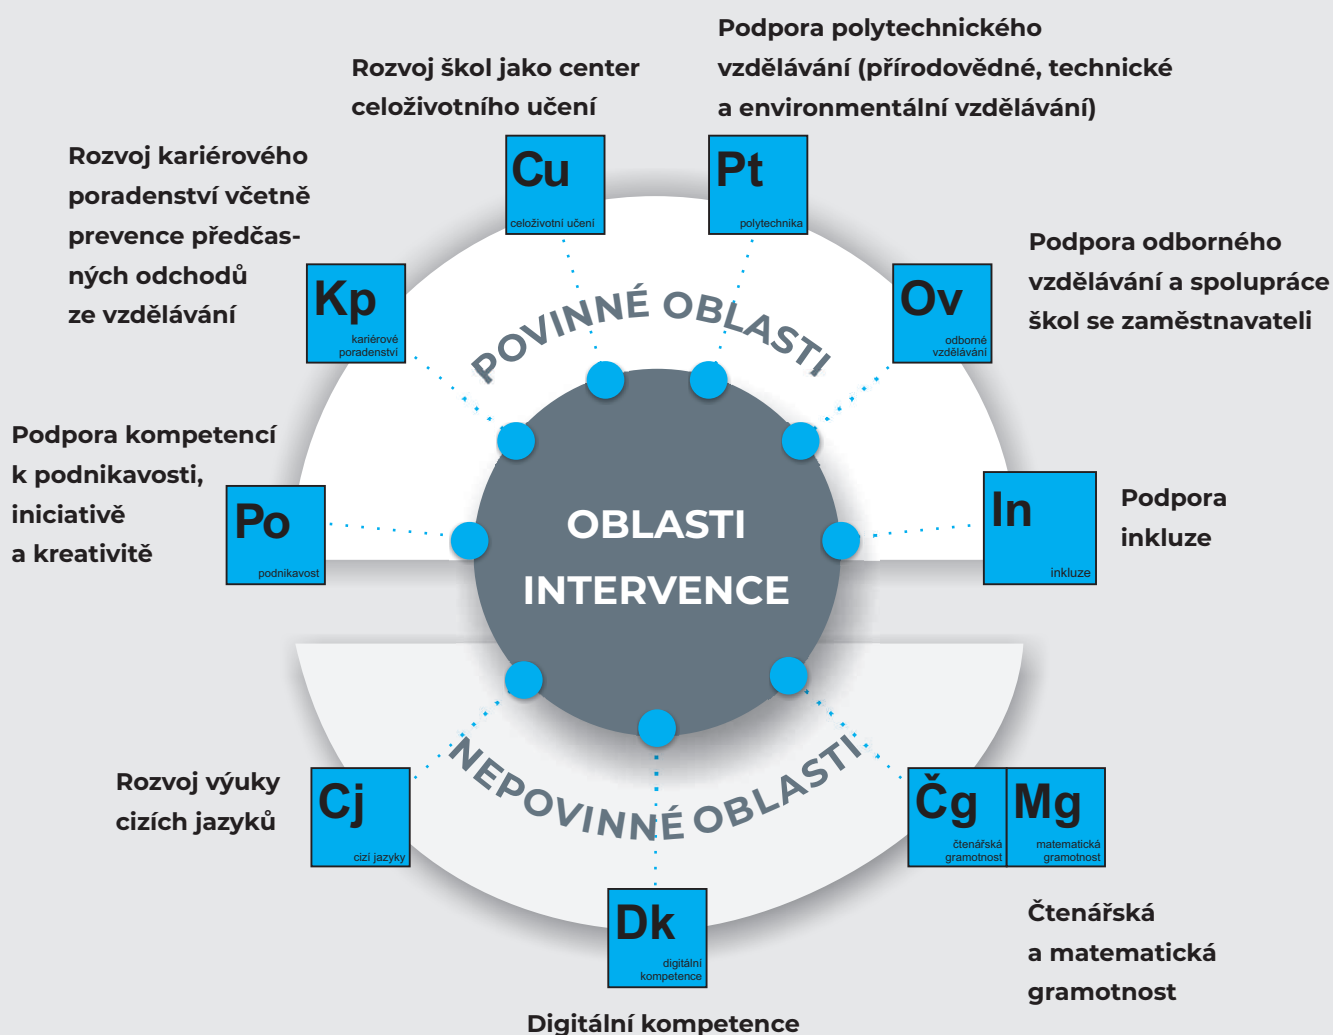 Podpora polytechnického
vzdělávání (přírodovědné, technické
a environmentální vzdělávání)
Rozvoj škol jako center
celoživotního učení
Cu
celoživotní učení
Pt
polytechnika
Rozvoj kariérového
poradenství včetně
prevence předčas-
ných odchodů
ze vzdělávání
Kp
kariérové
poradenství
Ov
odborné
vzdělávání
Podpora odborného
vzdělávání a spolupráce
škol se zaměstnavateli
POVINNÉ OBLASTI
Podpora kompetencí
k podnikavosti,
iniciativě
a kreativitě
Po
podnikavost
OBLASTI
INTERVENCE
In
inkluze
Podpora
inkluze
NEPOVINNÉ OBLASTI
Rozvoj výuky
cizích jazyků
Cj
cizí jazyky
Čg
čtenářská
gramotnost
Mg
matematická
gramotnost
Čtenářská
a matematická
gramotnost
Dk
digitální
kompetence
Digitální kompetence